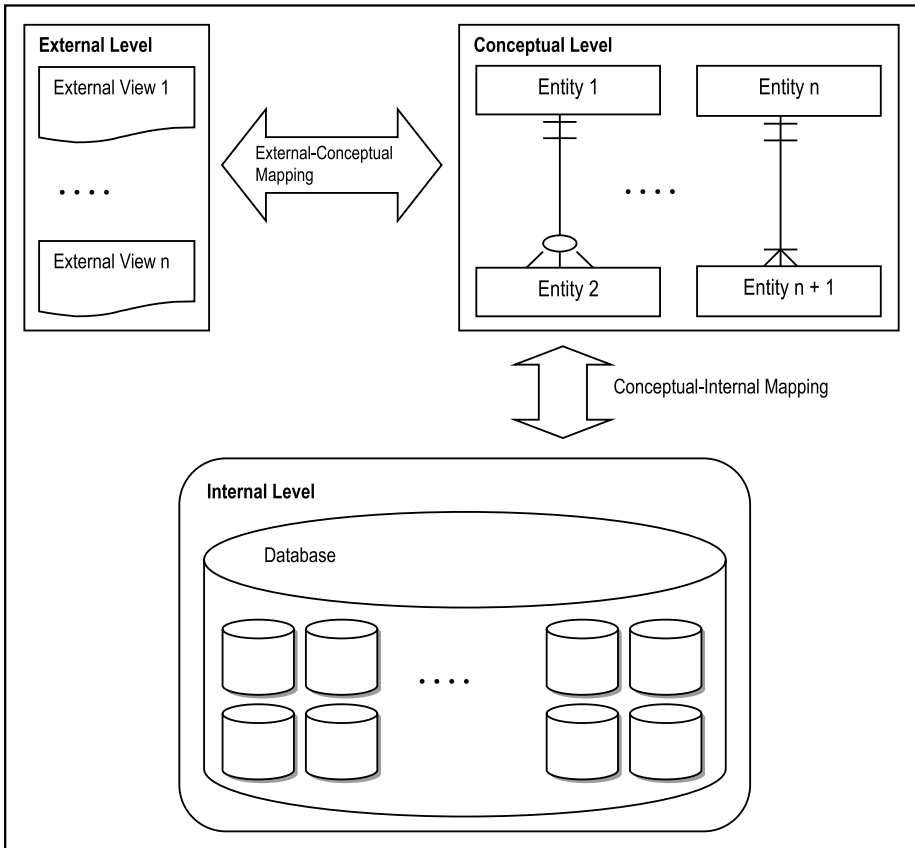 External Level
External View 1
. . . .
External View n
External-Conceptual
Mapping
Conceptual Level
Entity 1
Entity n
. . . .
Entity 2
Entity n + 1
Conceptual-Internal Mapping
Internal Level
Database
. . . .